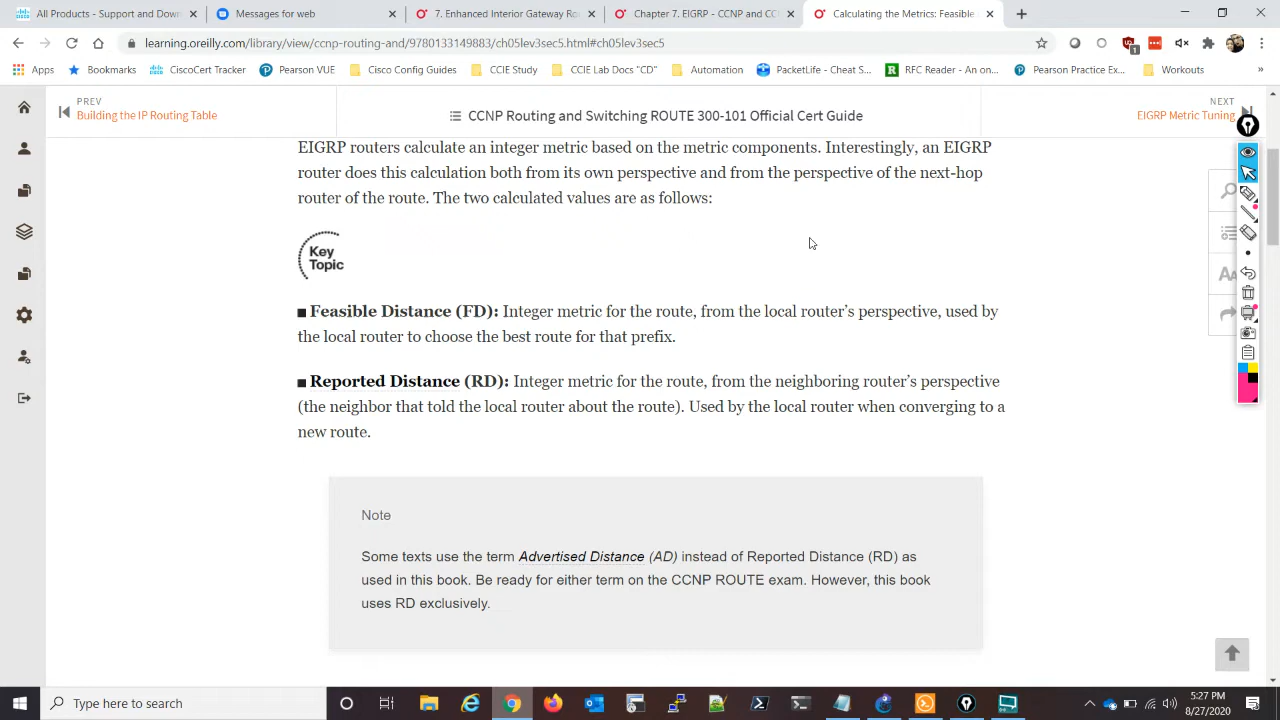 All Products - Support and Down
Messages for web
7. Enhanced Interior Gateway Ro
Chapter 7. EIGRP - CCNP and CC
Calculating the Metrics: Feasible
learning.oreilly.com/library/view/ccnp-routing-and/9780133149883/ch05lev3sec5.html#ch05lev3sec5
1
Apps
Bookmarks
CiscoCert Tracker
Pearson VUE
Cisco Config Guides
CCIE Study
CCIE Lab Docs "CD"
Automation
PacketLife - Cheat S...
RFC Reader - An on...
Pearson Practice Ex...
Workouts
PREV
Building the IP Routing Table
CCNP Routing and Switching ROUTE 300-101 Official Cert Guide
NEXT
EIGRP Metric Tuning
EIGRP routers calculate an integer metric based on the metric components. Interestingly, an EIGRP
router does this calculation both from its own perspective and from the perspective of the next-hop
router of the route. The two calculated values are as follows:
Key
Topic
Feasible Distance (FD): Integer metric for the route, from the local router's perspective, used by
the local router to choose the best route for that prefix.
Reported Distance (RD): Integer metric for the route, from the neighboring router's perspective
(the neighbor that told the local router about the route). Used by the local router when converging to a
new route.
Note
Some texts use the term Advertised Distance (AD) instead of Reported Distance (RD) as
used in this book. Be ready for either term on the CCNP ROUTE exam. However, this book
uses RD exclusively.
Type here to search
5:27 PM
8/27/2020